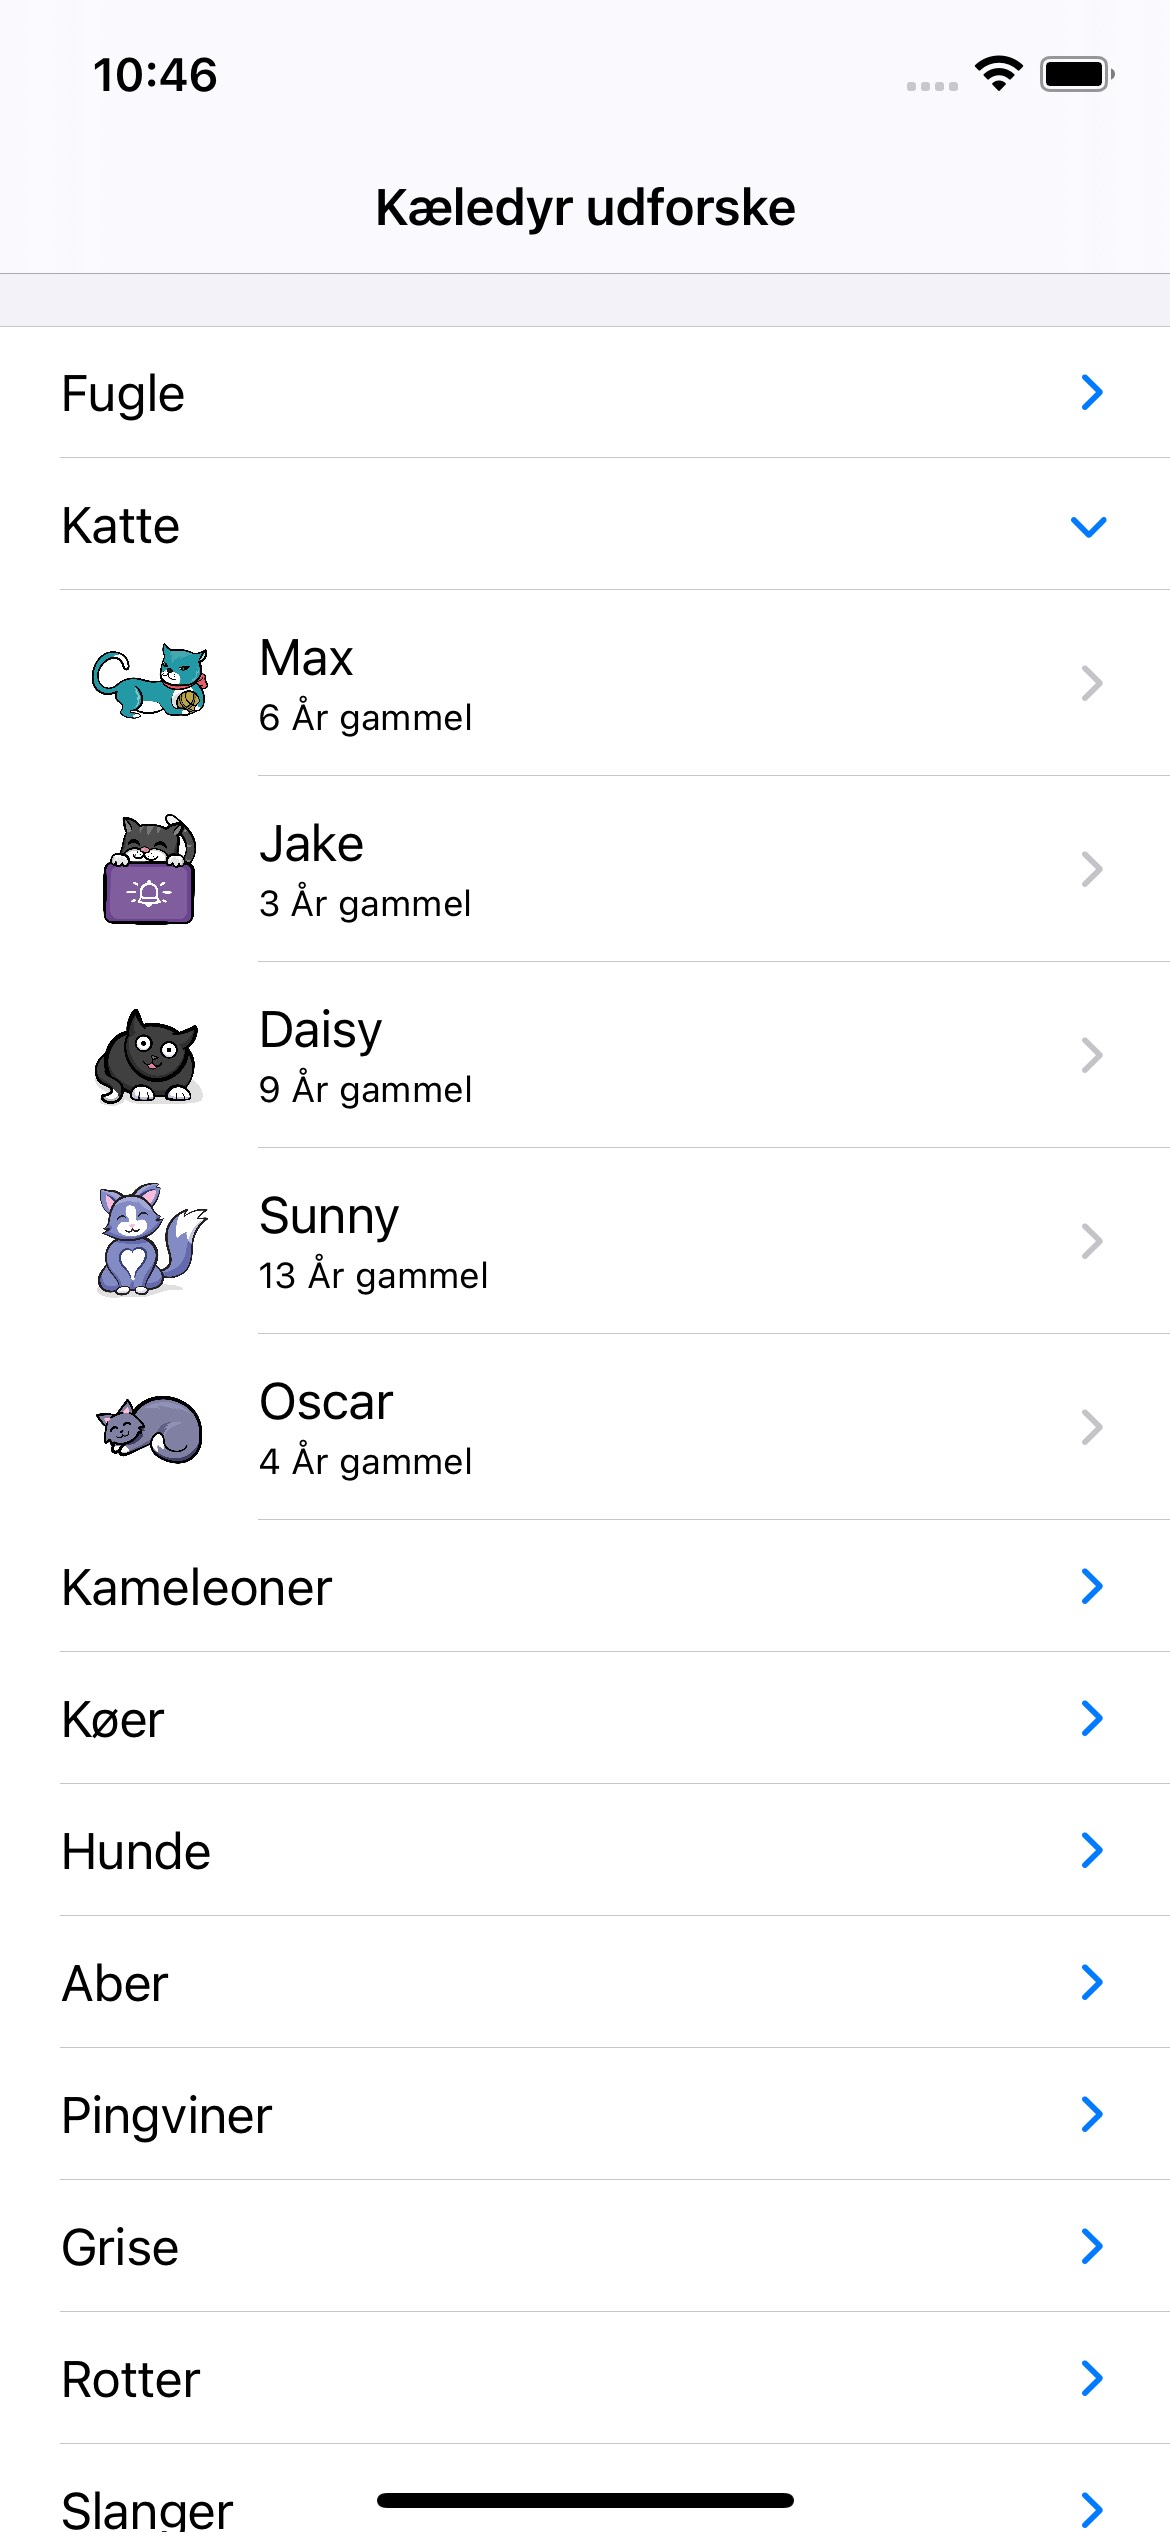 10:46
Kæledyr udforske
Fugle
Katte
Max
6 År gammel
Jake
3 År gammel
Daisy
9 År gammel
Sunny
13 År gammel
Oscar
4 År gammel
Kameleoner
Køer
Hunde
Aber
Pingviner
Grise
Rotter
Slanger